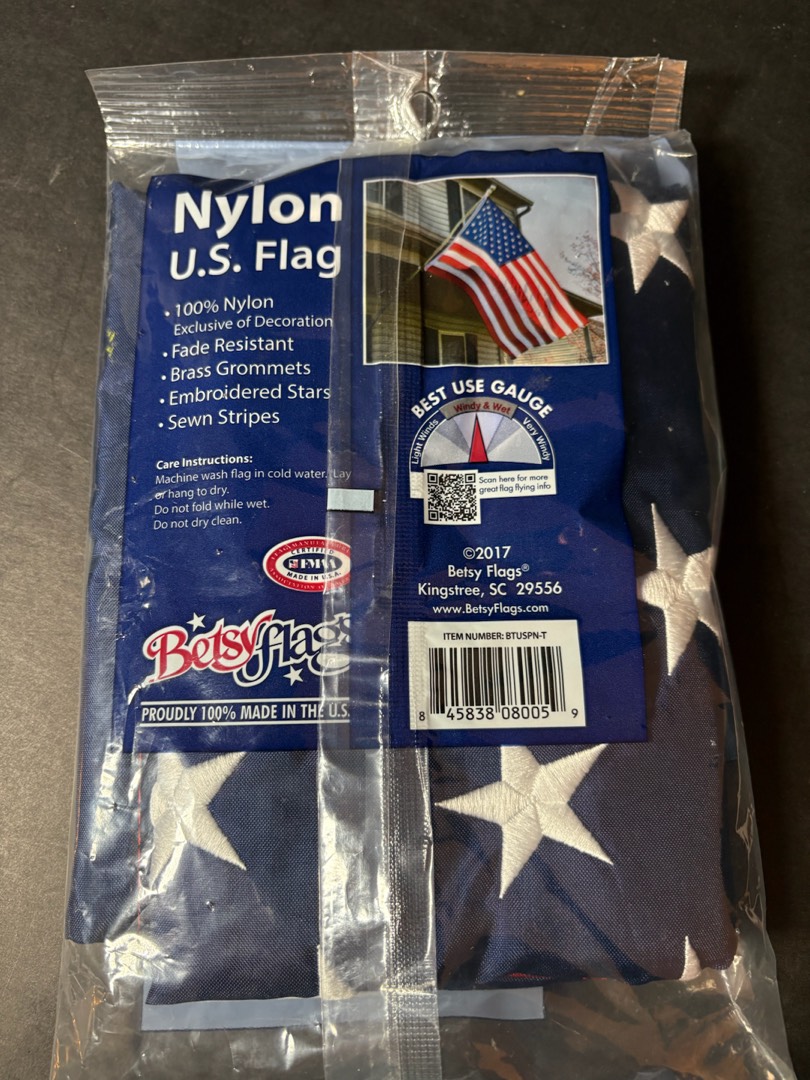 Nylon
U.S. Flag
• 100% Nylon
Exclusive of Decoration
• Fade Resistant
• Brass Grommets
• Embroidered Stars
• Sewn Stripes
Care Instructions:
Machine wash flag in cold water. Lay
or hang to dry.
Do not fold while wet.
Do not dry clean.
CERTIFIED
FMAA
MADE IN U.S.A.
Betsy flags
PROUDLY 100% MADE IN THE U.S.
BEST USE GAUGE
Light Winds
Windy & Wet
Very Windy
Scan here for more
great flag flying info
©2017
Betsy Flags®
Kingstree, SC 29556
www.BetsyFlags.com
ITEM NUMBER: BTUSPN-T
8 45838 08005 9